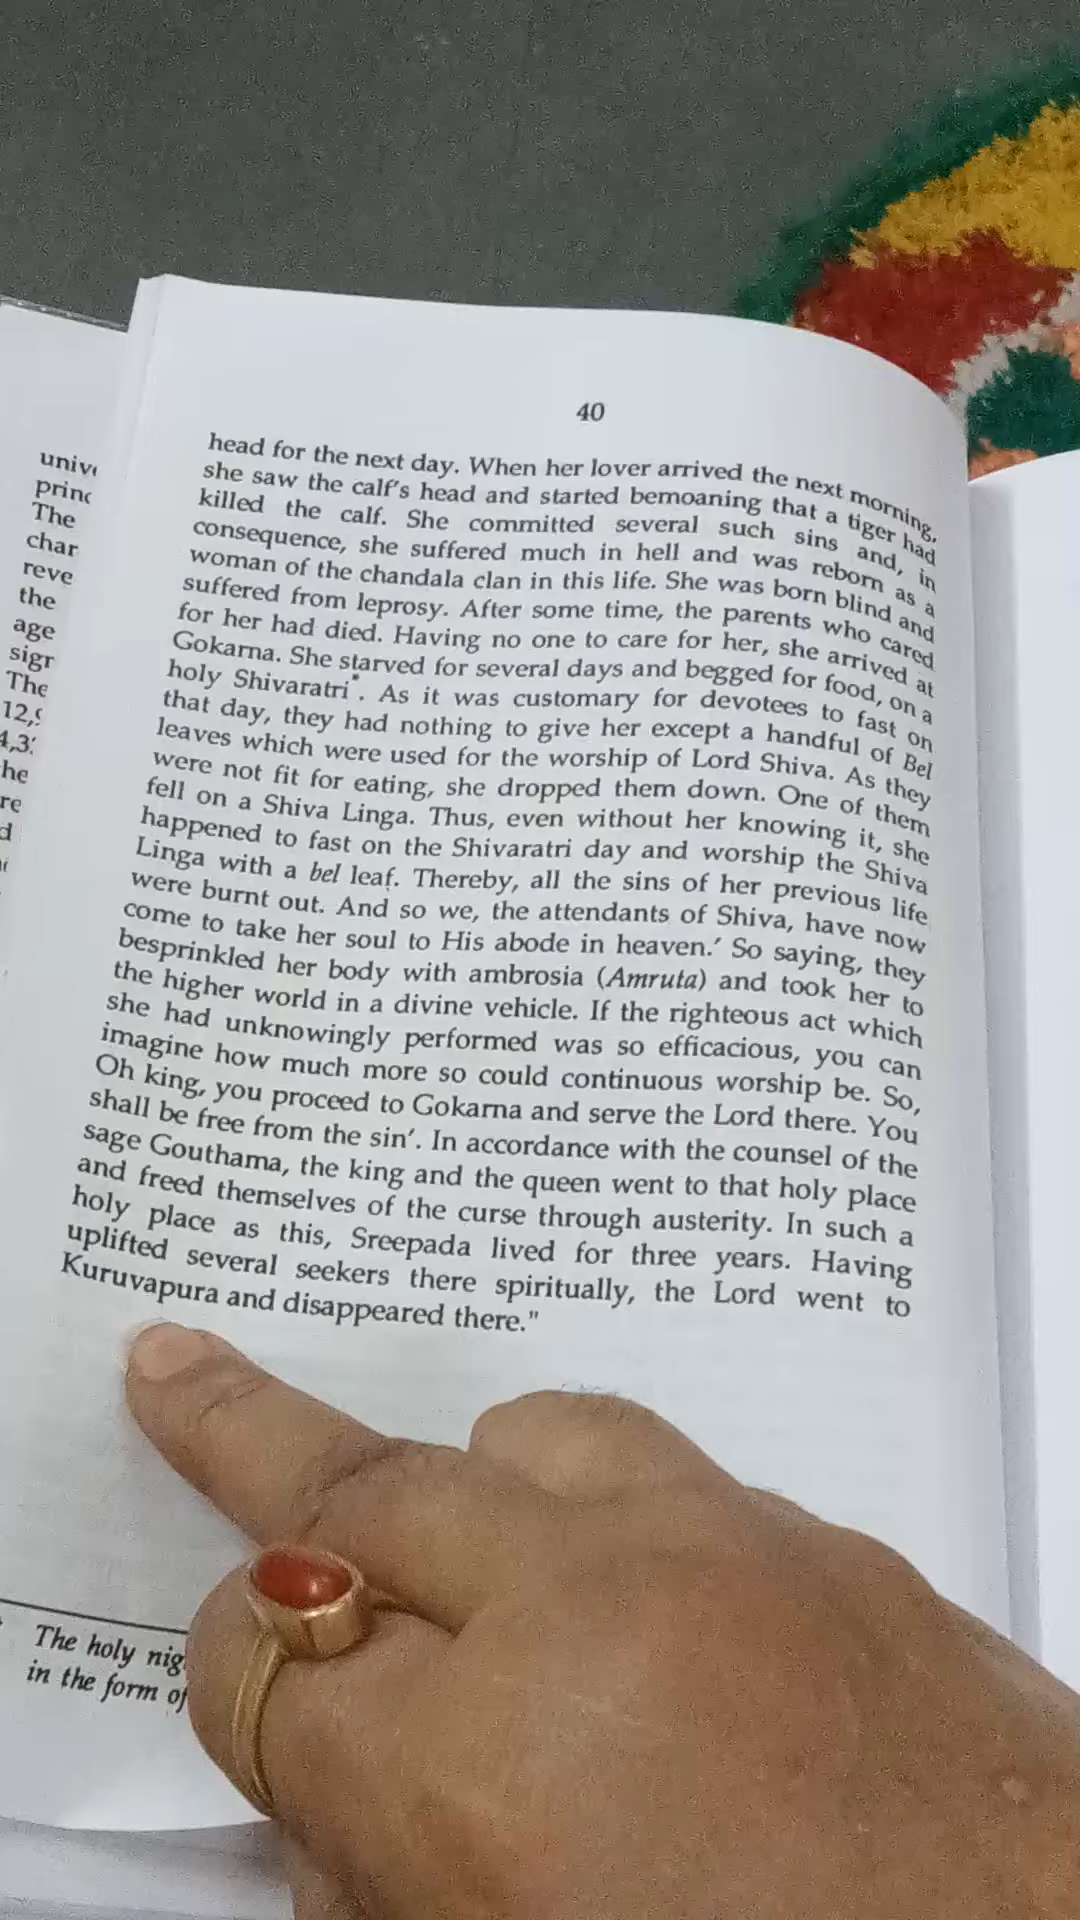 40
head for the next day. When her lover arrived the next morning,
she saw the calf's head and started bemoaning that a tiger had
killed the calf. She committed several such sins and, in
consequence, she suffered much in hell and was reborn as a
woman of the chandala clan in this life. She was born blind and
suffered from leprosy. After some time, the parents who cared
for her had died. Having no one to care for her, she arrived at
Gokarna. She starved for several days and begged for food, on a
holy Shivaratri*. As it was customary for devotees to fast on
that day, they had nothing to give her except a handful of Bel
leaves which were used for the worship of Lord Shiva. As they
were not fit for eating, she dropped them down. One of them
fell on a Shiva Linga. Thus, even without her knowing it, she
happened to fast on the Shivaratri day and worship the Shiva
Linga with a bel leaf. Thereby, all the sins of her previous life
were burnt out. And so we, the attendants of Shiva, have now
come to take her soul to His abode in heaven.' So saying, they
besprinkled her body with ambrosia (Amruta) and took her to
the higher world in a divine vehicle. If the righteous act which
she had unknowingly performed was so efficacious, you can
imagine how much more so could continuous worship be. So,
Oh king, you proceed to Gokarna and serve the Lord there. You
shall be free from the sin'. In accordance with the counsel of the
sage Gouthama, the king and the queen went to that holy place
and freed themselves of the curse through austerity. In such a
holy place as this, Sreepada lived for three years. Having
uplifted several seekers there spiritually, the Lord went to
Kuruvapura and disappeared there."
The holy
in the form of
The
char
reve
the
age
The